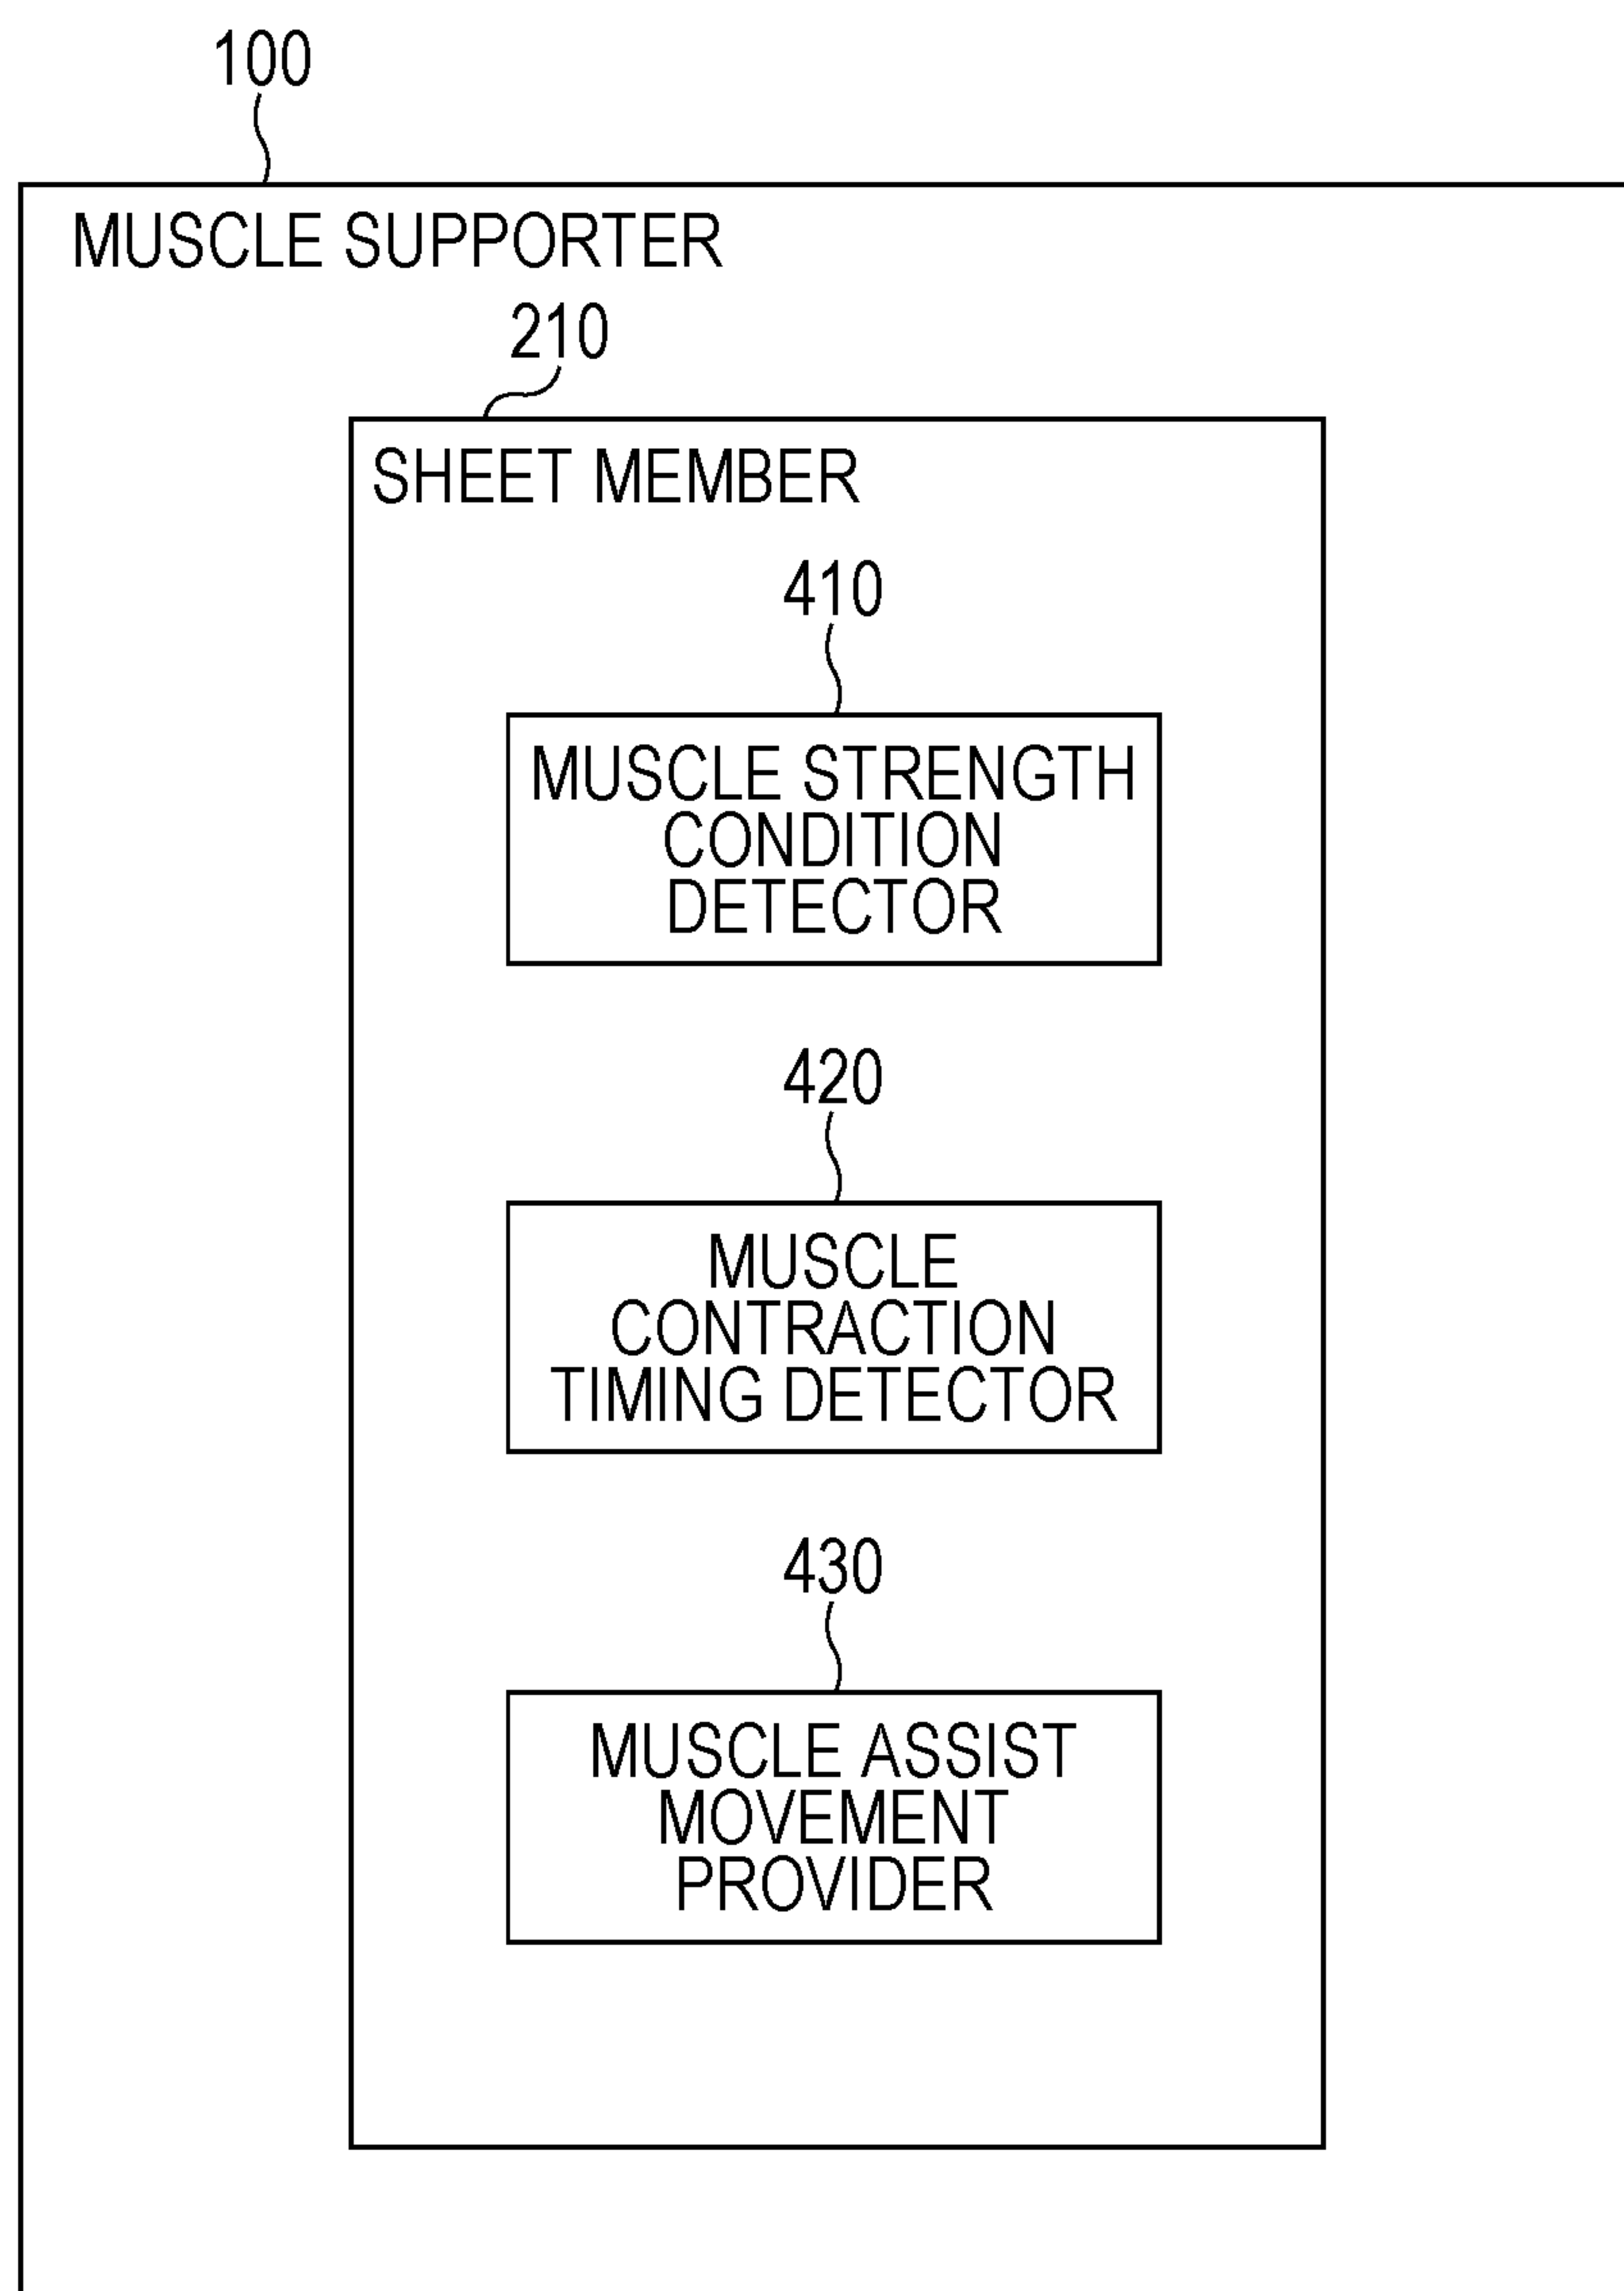 100
MUSCLE SUPPORTER
210
SHEET MEMBER
410
MUSCLE STRENGTH
CONDITION
DETECTOR
420
MUSCLE
CONTRACTION
TIMING DETECTOR
430
MUSCLE ASSIST
MOVEMENT
PROVIDER